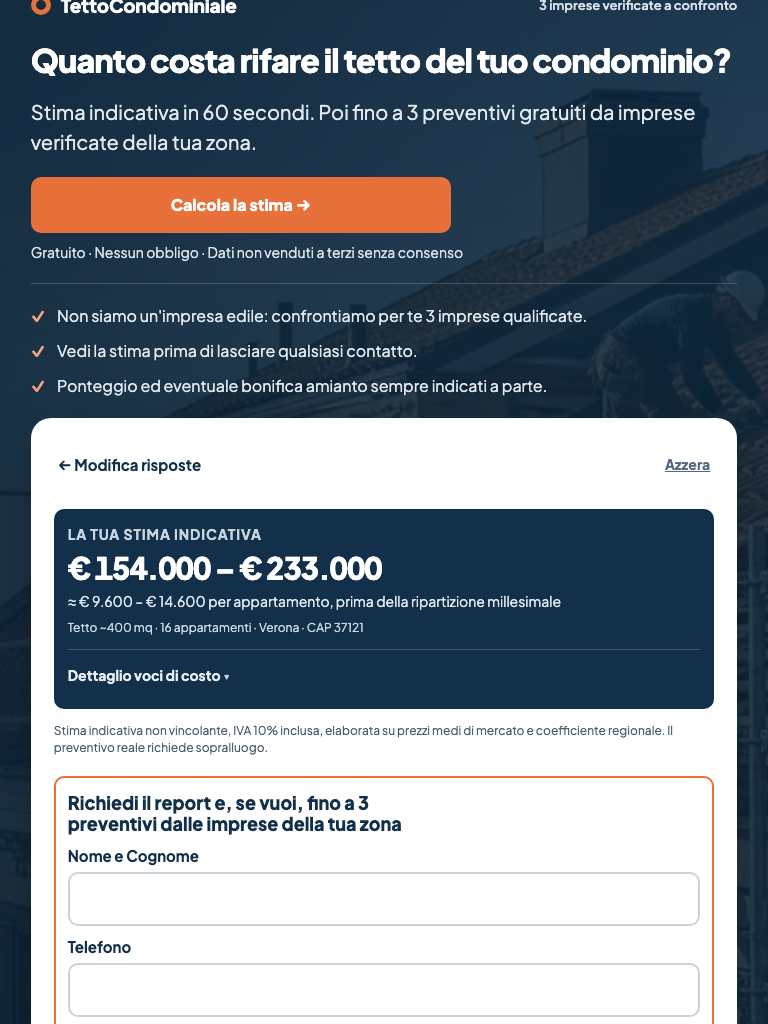 TettoCondominiale
3 imprese verificate a confronto
Quanto costa rifare il tetto del tuo condominio?
Stima indicativa in 60 secondi. Poi fino a 3 preventivi gratuiti da imprese
verificate della tua zona.
Calcola la stima →
Gratuito · Nessun obbligo · Dati non venduti a terzi senza consenso
Non siamo un'impresa edile: confrontiamo per te 3 imprese qualificate.
Vedi la stima prima di lasciare qualsiasi contatto.
Ponteggio ed eventuale bonifica amianto sempre indicati a parte.
← Modifica risposte
Azzera
LA TUA STIMA INDICATIVA
€ 154.000 – € 233.000
≈ € 9.600 – € 14.600 per appartamento, prima della ripartizione millesimale
Tetto ~400 mq · 16 appartamenti · Verona · CAP 37121
Dettaglio voci di costo ▾
Stima indicativa non vincolante, IVA 10% inclusa, elaborata su prezzi medi di mercato e coefficiente regionale. Il
preventivo reale richiede sopralluogo.
Richiedi il report e, se vuoi, fino a 3
preventivi dalle imprese della tua zona
Nome e Cognome
Telefono